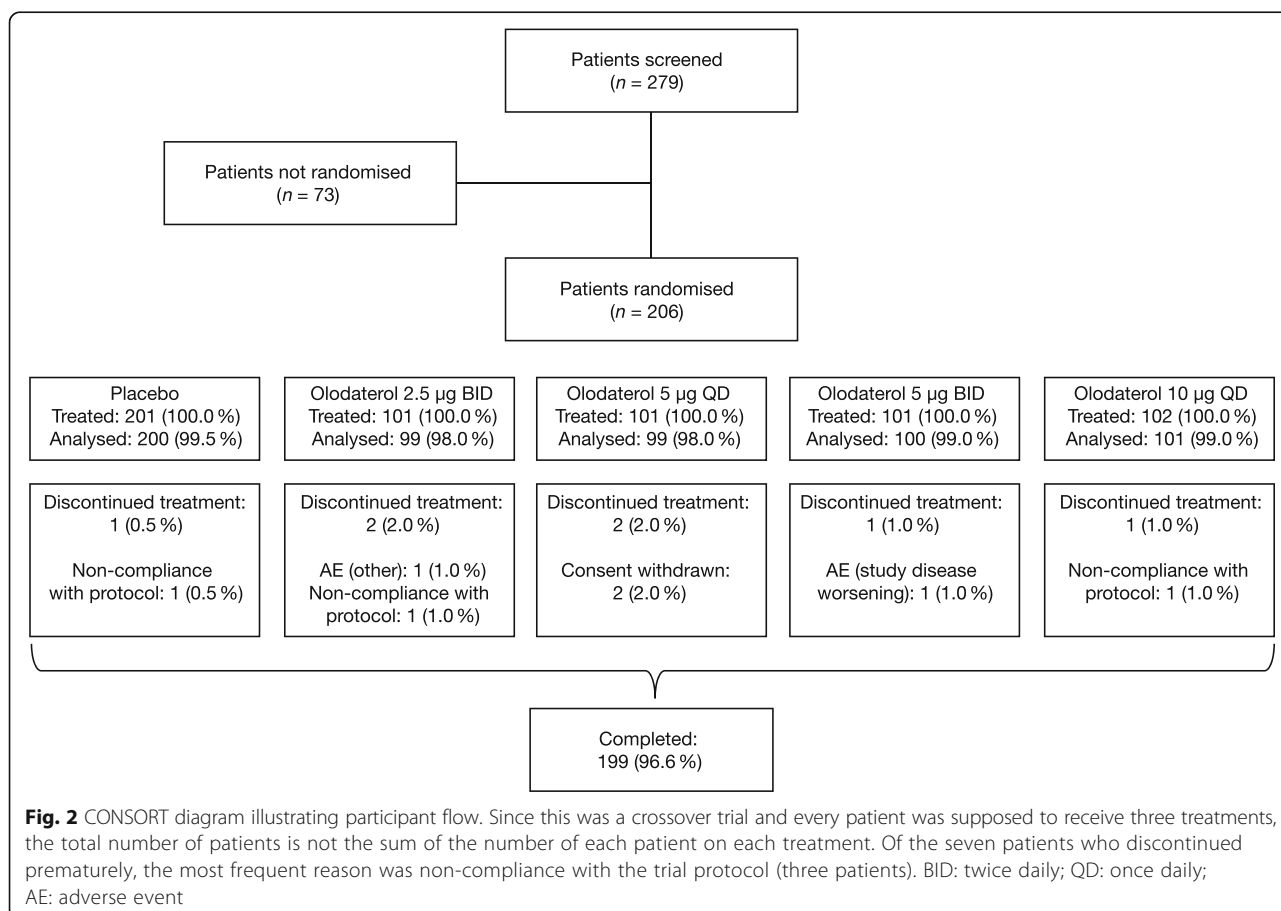 Patients screened
(n = 279)
Patients not randomised
(n = 73)
Patients randomised
(n = 206)
Placebo
Treated: 201 (100.0 %)
Analysed: 200 (99.5 %)
Olodaterol 2.5 µg BID
Treated: 101 (100.0 %)
Analysed: 99 (98.0 %)
Olodaterol 5 µg QD
Treated: 101 (100.0 %)
Analysed: 99 (98.0 %)
Olodaterol 5 µg BID
Treated: 101 (100.0 %)
Analysed: 100 (99.0 %)
Olodaterol 10 µg QD
Treated: 102 (100.0 %)
Analysed: 101 (99.0 %)
Discontinued treatment:
1 (0.5 %)
Non-compliance
with protocol: 1 (0.5 %)
Discontinued treatment:
2 (2.0 %)
AE (other): 1 (1.0 %)
Non-compliance with
protocol: 1 (1.0 %)
Discontinued treatment:
2 (2.0 %)
Consent withdrawn:
2 (2.0 %)
Discontinued treatment:
1 (1.0 %)
AE (study disease
worsening): 1 (1.0 %)
Discontinued treatment:
1 (1.0 %)
Non-compliance with
protocol: 1 (1.0 %)
Completed:
199 (96.6 %)
Fig. 2 CONSORT diagram illustrating participant flow. Since this was a crossover trial and every patient was supposed to receive three treatments,
the total number of patients is not the sum of the number of each patient on each treatment. Of the seven patients who discontinued
prematurely, the most frequent reason was non-compliance with the trial protocol (three patients). BID: twice daily; QD: once daily;
AE: adverse event